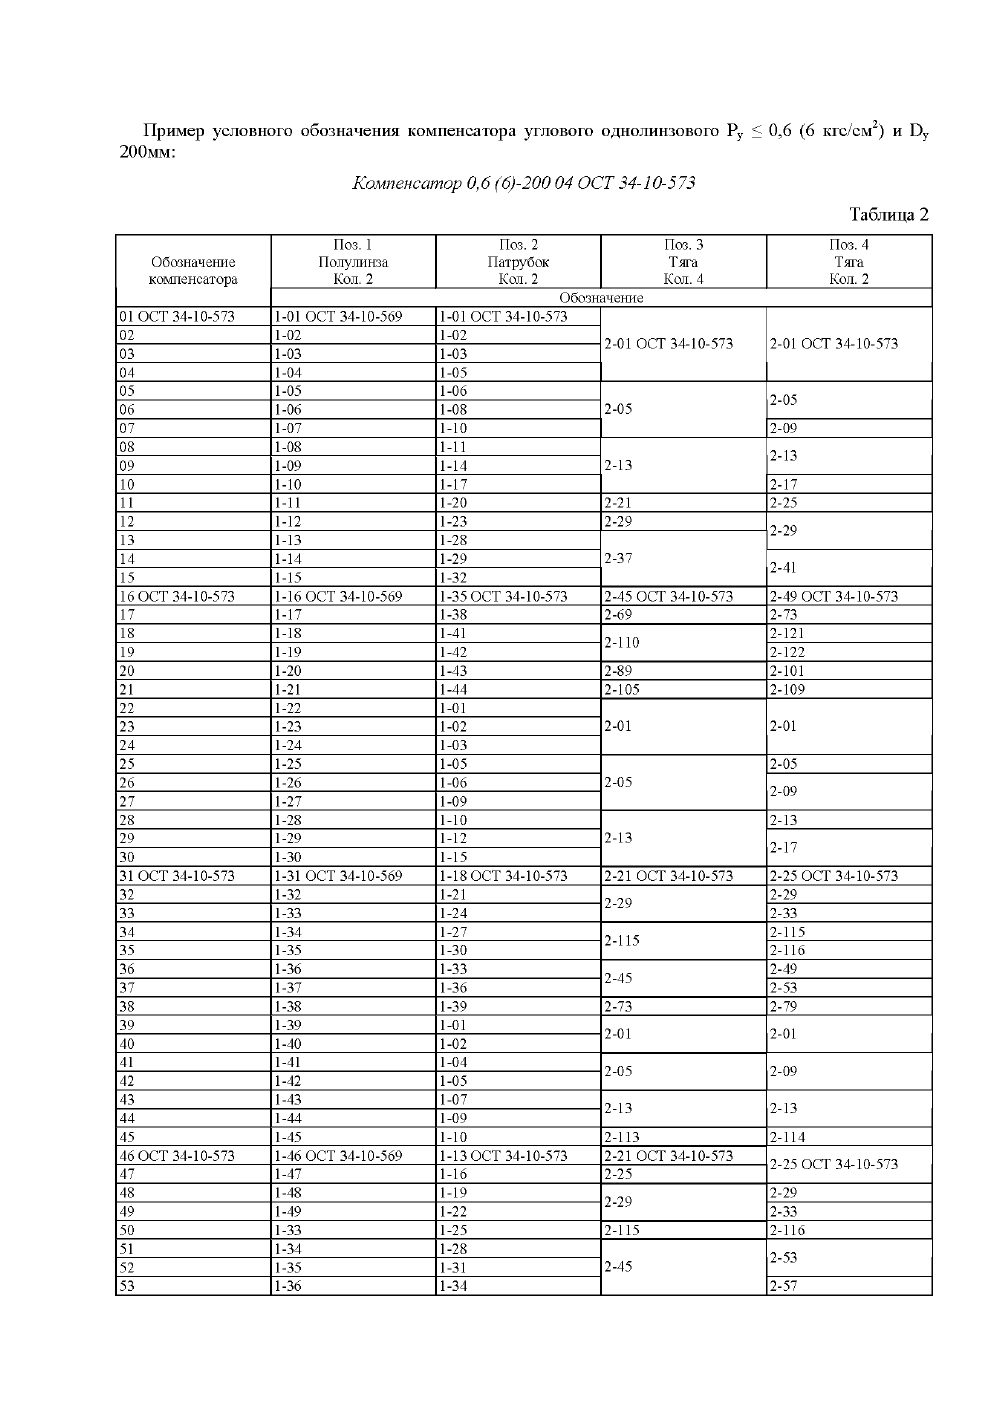 Пример условного обозначения компенсатора углового однолинзового Pу ≤ 0,6 (6 кгс/см2) и Dу
200мм:
Компенсатор 0,6 (6)-200 04 ОСТ 34-10-573
Таблица 2
Обозначение компенсатора | Поз. 1 Полулинза Кол. 2 | Поз. 2 Патрубок Кол. 2 | Поз. 3 Тяга Кол. 4 | Поз. 4 Тяга Кол. 2
Обозначение
01 ОСТ 34-10-573 | 1-01 ОСТ 34-10-569 | 1-01 ОСТ 34-10-573 | 2-01 ОСТ 34-10-573 | 2-01 ОСТ 34-10-573
02 | 1-02 | 1-02
03 | 1-03 | 1-03
04 | 1-04 | 1-05
05 | 1-05 | 1-06 | 2-05 | 2-05
06 | 1-06 | 1-08
07 | 1-07 | 1-10 | 2-09
08 | 1-08 | 1-11 | 2-13 | 2-13
09 | 1-09 | 1-14
10 | 1-10 | 1-17 | 2-17
11 | 1-11 | 1-20 | 2-21 | 2-25
12 | 1-12 | 1-23 | 2-29 | 2-29
13 | 1-13 | 1-28 | 2-37
14 | 1-14 | 1-29 | 2-41
15 | 1-15 | 1-32
16 ОСТ 34-10-573 | 1-16 ОСТ 34-10-569 | 1-35 ОСТ 34-10-573 | 2-45 ОСТ 34-10-573 | 2-49 ОСТ 34-10-573
17 | 1-17 | 1-38 | 2-69 | 2-73
18 | 1-18 | 1-41 | 2-110 | 2-121
19 | 1-19 | 1-42 | 2-122
20 | 1-20 | 1-43 | 2-89 | 2-101
21 | 1-21 | 1-44 | 2-105 | 2-109
22 | 1-22 | 1-01 | 2-01 | 2-01
23 | 1-23 | 1-02
24 | 1-24 | 1-03
25 | 1-25 | 1-05 | 2-05 | 2-05
26 | 1-26 | 1-06 | 2-09
27 | 1-27 | 1-09
28 | 1-28 | 1-10 | 2-13 | 2-13
29 | 1-29 | 1-12 | 2-17
30 | 1-30 | 1-15
31 ОСТ 34-10-573 | 1-31 ОСТ 34-10-569 | 1-18 ОСТ 34-10-573 | 2-21 ОСТ 34-10-573 | 2-25 ОСТ 34-10-573
32 | 1-32 | 1-21 | 2-29 | 2-29
33 | 1-33 | 1-24 | 2-33
34 | 1-34 | 1-27 | 2-115 | 2-115
35 | 1-35 | 1-30 | 2-116
36 | 1-36 | 1-33 | 2-45 | 2-49
37 | 1-37 | 1-36 | 2-53
38 | 1-38 | 1-39 | 2-73 | 2-79
39 | 1-39 | 1-01 | 2-01 | 2-01
40 | 1-40 | 1-02
41 | 1-41 | 1-04 | 2-05 | 2-09
42 | 1-42 | 1-05
43 | 1-43 | 1-07 | 2-13 | 2-13
44 | 1-44 | 1-09
45 | 1-45 | 1-10 | 2-113 | 2-114
46 ОСТ 34-10-573 | 1-46 ОСТ 34-10-569 | 1-13 ОСТ 34-10-573 | 2-21 ОСТ 34-10-573 | 2-25 ОСТ 34-10-573
47 | 1-47 | 1-16 | 2-25
48 | 1-48 | 1-19 | 2-29 | 2-29
49 | 1-49 | 1-22 | 2-33
50 | 1-33 | 1-25 | 2-115 | 2-116
51 | 1-34 | 1-28 | 2-45 | 2-53
52 | 1-35 | 1-31
53 | 1-36 | 1-34 | 2-57